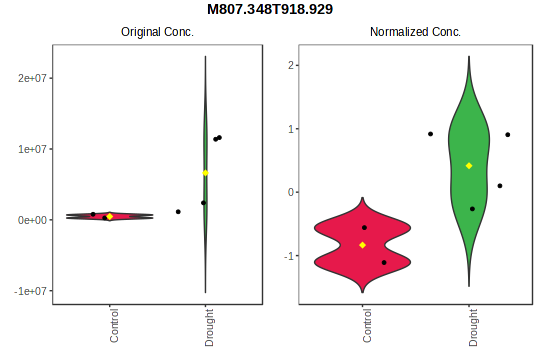 M807.348T918.929
Original Conc.
Normalized Conc.
2e+07
1e+07
0e+00
-1e+07
2
1
0
-1
Control
Drought
Control
Drought